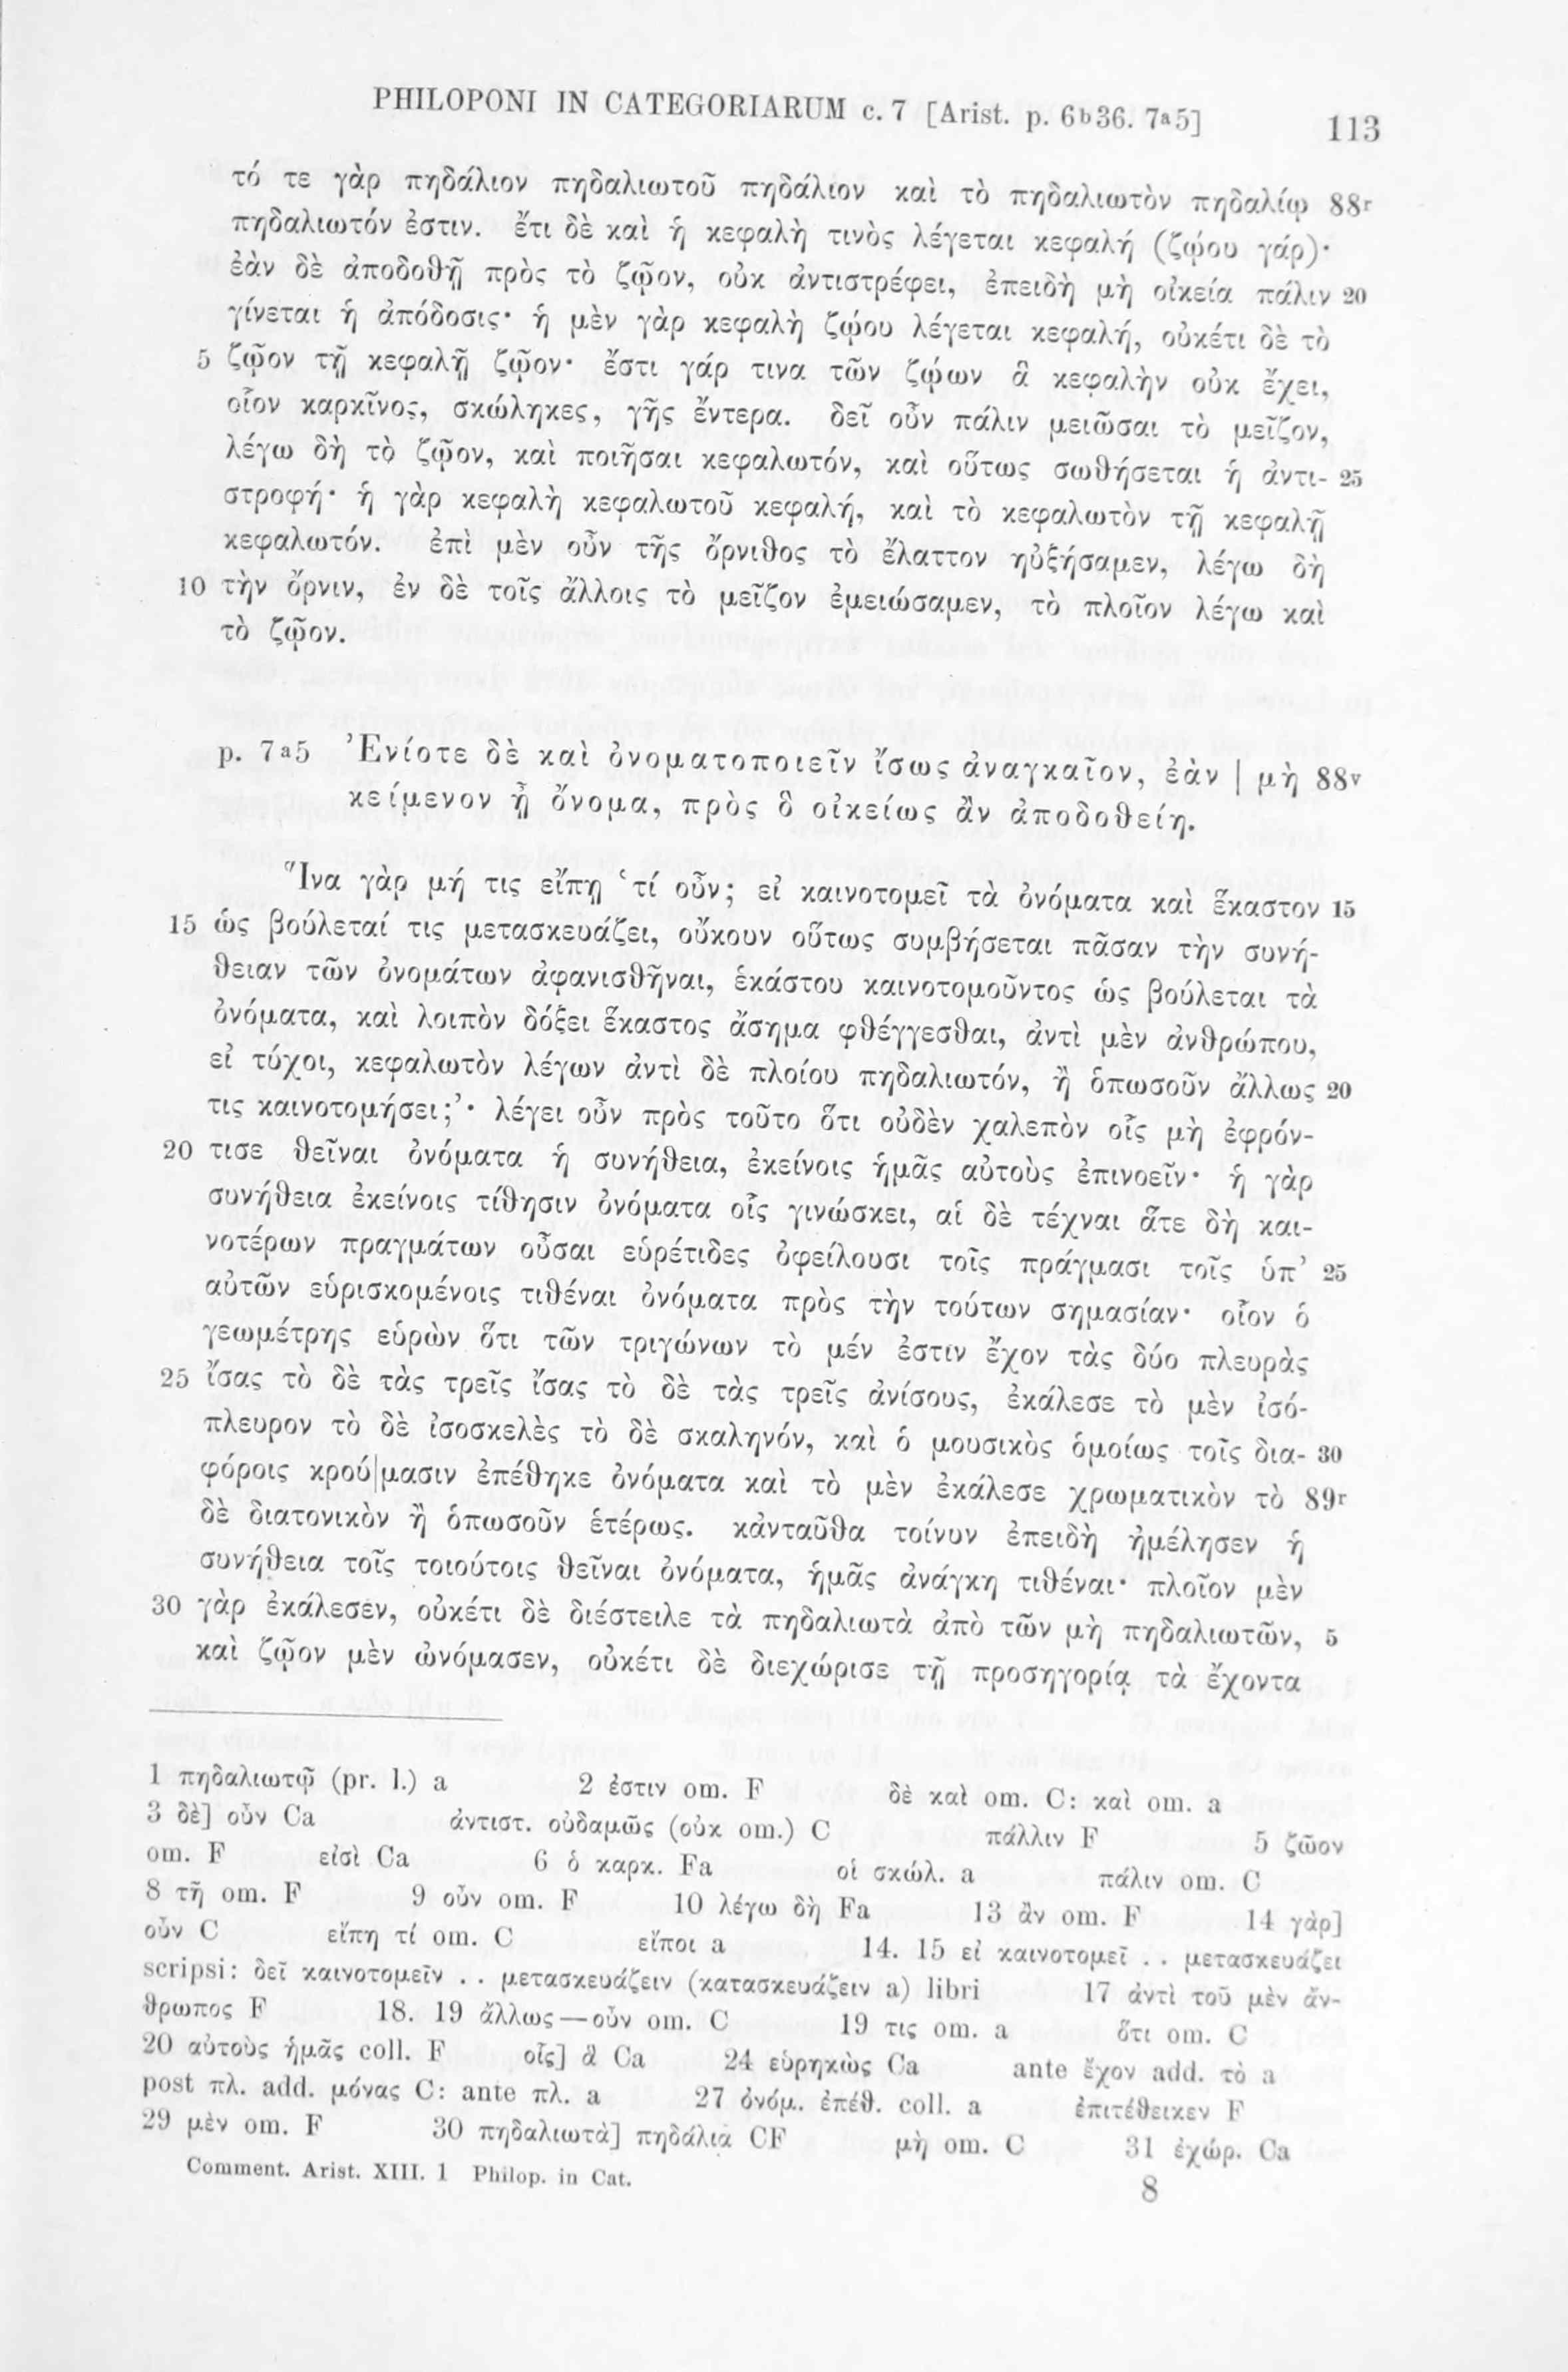 PHILOPONI IN CATEGORIARUM c. 7 [Arist. p. 6b36. 7a5] 113
τό τε γὰρ πηδάλιον πηδαλιωτοῦ πηδάλιον καὶ τὸ πηδαλιωτὸν πηδαλίῳ 88r
πηδαλιωτόν ἐστιν. ἔτι δὲ καὶ ἡ κεφαλὴ τινὸς λέγεται κεφαλή (ζῴου γάρ)·
ἐὰν δὲ ἀποδοθῇ πρὸς τὸ ζῷον, οὐκ ἀντιστρέφει, ἐπειδὴ μὴ οἰκεία πάλιν 20
γίνεται ἡ ἀπόδοσις· ἡ μὲν γὰρ κεφαλὴ ζῴου λέγεται κεφαλή, οὐκέτι δὲ τὸ
5 ζῷον τῇ κεφαλῇ ζῷον· ἔστι γάρ τινα τῶν ζῴων ἃ κεφαλὴν οὐκ ἔχει,
οἷον καρκῖνος, σκώληκες, γῆς ἔντερα. δεῖ οὖν πάλιν μειῶσαι τὸ μεῖζον,
λέγω δὴ τὸ ζῷον, καὶ ποιῆσαι κεφαλωτόν, καὶ οὕτως σωθήσεται ἡ ἀντι- 25
στροφή· ἡ γὰρ κεφαλὴ κεφαλωτοῦ κεφαλή, καὶ τὸ κεφαλωτὸν τῇ κεφαλῇ
κεφαλωτόν. ἐπὶ μὲν οὖν τῆς ὄρνιθος τὸ ἔλαττον ηὐξήσαμεν, λέγω δὴ
10 τὴν ὄρνιν, ἐν δὲ τοῖς ἄλλοις τὸ μεῖζον ἐμειώσαμεν, τὸ πλοῖον λέγω καὶ
τὸ ζῷον.
p. 7a5 Ἐνίοτε δὲ καὶ ὀνοματοποιεῖν ἴσως ἀναγκαῖον, ἐὰν | μὴ 88v
κείμενον ᾖ ὄνομα, πρὸς ὃ οἰκείως ἂν ἀποδοθείη.
Ἵνα γὰρ μή τις εἴπῃ ‘τί οὖν; εἰ καινοτομεῖ τὰ ὀνόματα καὶ ἕκαστον 15
15 ὡς βούλεταί τις μετασκευάζει, οὔκουν οὕτως συμβήσεται πᾶσαν τὴν συνή-
θειαν τῶν ὀνομάτων ἀφανισθῆναι, ἑκάστου καινοτομοῦντος ὡς βούλεται τὰ
ὀνόματα, καὶ λοιπὸν δόξει ἕκαστος ἄσημα φθέγγεσθαι, ἀντὶ μὲν ἀνθρώπου,
εἰ τύχοι, κεφαλωτὸν λέγων ἀντὶ δὲ πλοίου πηδαλιωτόν, ἢ ὁπωσοῦν ἄλλως 20
τις καινοτομήσει;’· λέγει οὖν πρὸς τοῦτο ὅτι οὐδὲν χαλεπὸν οἷς μὴ ἐφρόν-
20 τισε θεῖναι ὀνόματα ἡ συνήθεια, ἐκείνοις ἡμᾶς αὐτοὺς ἐπινοεῖν· ἡ γὰρ
συνήθεια ἐκείνοις τίθησιν ὀνόματα οἷς γινώσκει, αἱ δὲ τέχναι ἅτε δὴ και-
νοτέρων πραγμάτων οὖσαι εὑρέτιδες ὀφείλουσι τοῖς πράγμασι τοῖς ὑπ’ 25
αὐτῶν εὑρισκομένοις τιθέναι ὀνόματα πρὸς τὴν τούτων σημασίαν· οἷον ὁ
γεωμέτρης εὑρὼν ὅτι τῶν τριγώνων τὸ μέν ἐστιν ἔχον τὰς δύο πλευρὰς
25 ἴσας τὸ δὲ τὰς τρεῖς ἴσας τὸ δὲ τὰς τρεῖς ἀνίσους, ἐκάλεσε τὸ μὲν ἰσό-
πλευρον τὸ δὲ ἰσοσκελὲς τὸ δὲ σκαληνόν, καὶ ὁ μουσικὸς ὁμοίως τοῖς δια- 30
φόροις κρού|μασιν ἐπέθηκε ὀνόματα καὶ τὸ μὲν ἐκάλεσε χρωματικὸν τὸ 89r
δὲ διατονικὸν ἢ ὁπωσοῦν ἑτέρως. κἀνταῦθα τοίνυν ἐπειδὴ ἠμέλησεν ἡ
συνήθεια τοῖς τοιούτοις θεῖναι ὀνόματα, ἡμᾶς ἀνάγκη τιθέναι· πλοῖον μὲν
30 γὰρ ἐκάλεσεν, οὐκέτι δὲ διέστειλε τὰ πηδαλιωτὰ ἀπὸ τῶν μὴ πηδαλιωτῶν, 5
καὶ ζῷον μὲν ὠνόμασεν, οὐκέτι δὲ διεχώρισε τῇ προσηγορίᾳ τὰ ἔχοντα
1 πηδαλιωτῷ (pr. l.) a 2 ἐστιν om. F δὲ καὶ om. C: καὶ om. a
3 δὲ] οὖν Ca ἀντιστ. οὐδαμῶς (οὐκ om.) C πάλλιν F 5 ζῶον
om. F εἰσὶ Ca 6 ὁ καρκ. Fa οἱ σκώλ. a πάλιν om. C
8 τῇ om. F 9 οὖν om. F 10 λέγω δὴ Fa 13 ἂν om. F 14 γὰρ]
οὖν C εἴπῃ τί om. C εἴποι a 14. 15 εἰ καινοτομεῖ .. μετασκευάζει
scripsi: δεῖ καινοτομεῖν .. μετασκευάζειν (κατασκευάζειν a) libri 17 ἀντὶ τοῦ μὲν ἄν-
θρωπος F 18. 19 ἄλλως — οὖν om. C 19 τις om. a ὅτι om. C
20 αὐτοὺς ἡμᾶς coll. F οἷς] ἃ Ca 24 εὑρηκὼς Ca ante ἔχον add. τὸ a
post πλ. add. μόνας C: ante πλ. a 27 ὀνόμ. ἐπέθ. coll. a ἐπιτέθεικεν F
29 μὲν om. F 30 πηδαλιωτὰ] πηδάλια CF μὴ om. C 31 ἐχώρ. Ca
Comment. Arist. XIII. 1 Philop. in Cat. 8